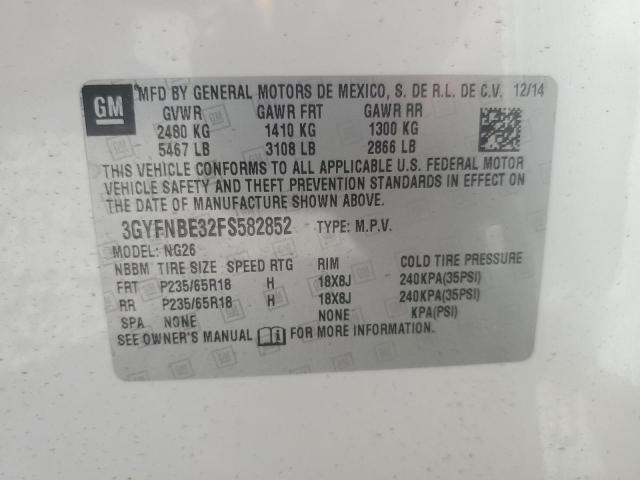 GM MFD BY GENERAL MOTORS DE MEXICO, S. DE R.L. DE C.V. 12/14
GVWR GAWR FRT GAWR RR
2480 KG 1410 KG 1300 KG
5467 LB 3108 LB 2866 LB
THIS VEHICLE CONFORMS TO ALL APPLICABLE U.S. FEDERAL MOTOR
VEHICLE SAFETY AND THEFT PREVENTION STANDARDS IN EFFECT ON
THE DATE OF MANUFACTURE SHOWN ABOVE.
3GYFNBE32FS582852 TYPE: M.P.V.
MODEL: NG26
NBBM TIRE SIZE SPEED RTG RIM COLD TIRE PRESSURE
FRT P235/65R18 H 18X8J 240KPA(35PSI)
RR P235/65R18 H 18X8J 240KPA(35PSI)
SPA NONE NONE KPA(PSI)
SEE OWNER'S MANUAL FOR MORE INFORMATION.